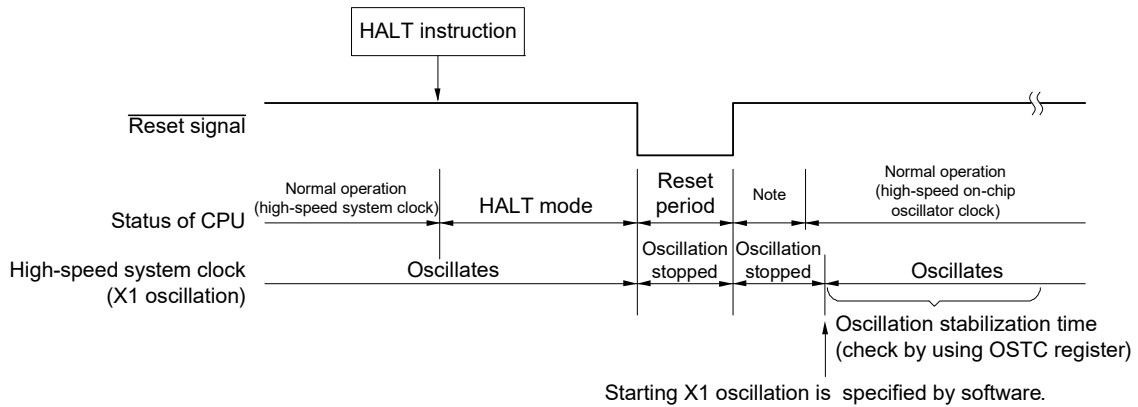 HALT instruction
Reset signal
Status of CPU
Normal operation
(high-speed system clock)
HALT mode
Reset
period
Note
Normal operation
(high-speed on-chip
oscillator clock)
High-speed system clock
(X1 oscillation)
Oscillates
Oscillation
stopped
Oscillation
stopped
Oscillates
Oscillation stabilization time
(check by using OSTC register)
Starting X1 oscillation is specified by software.